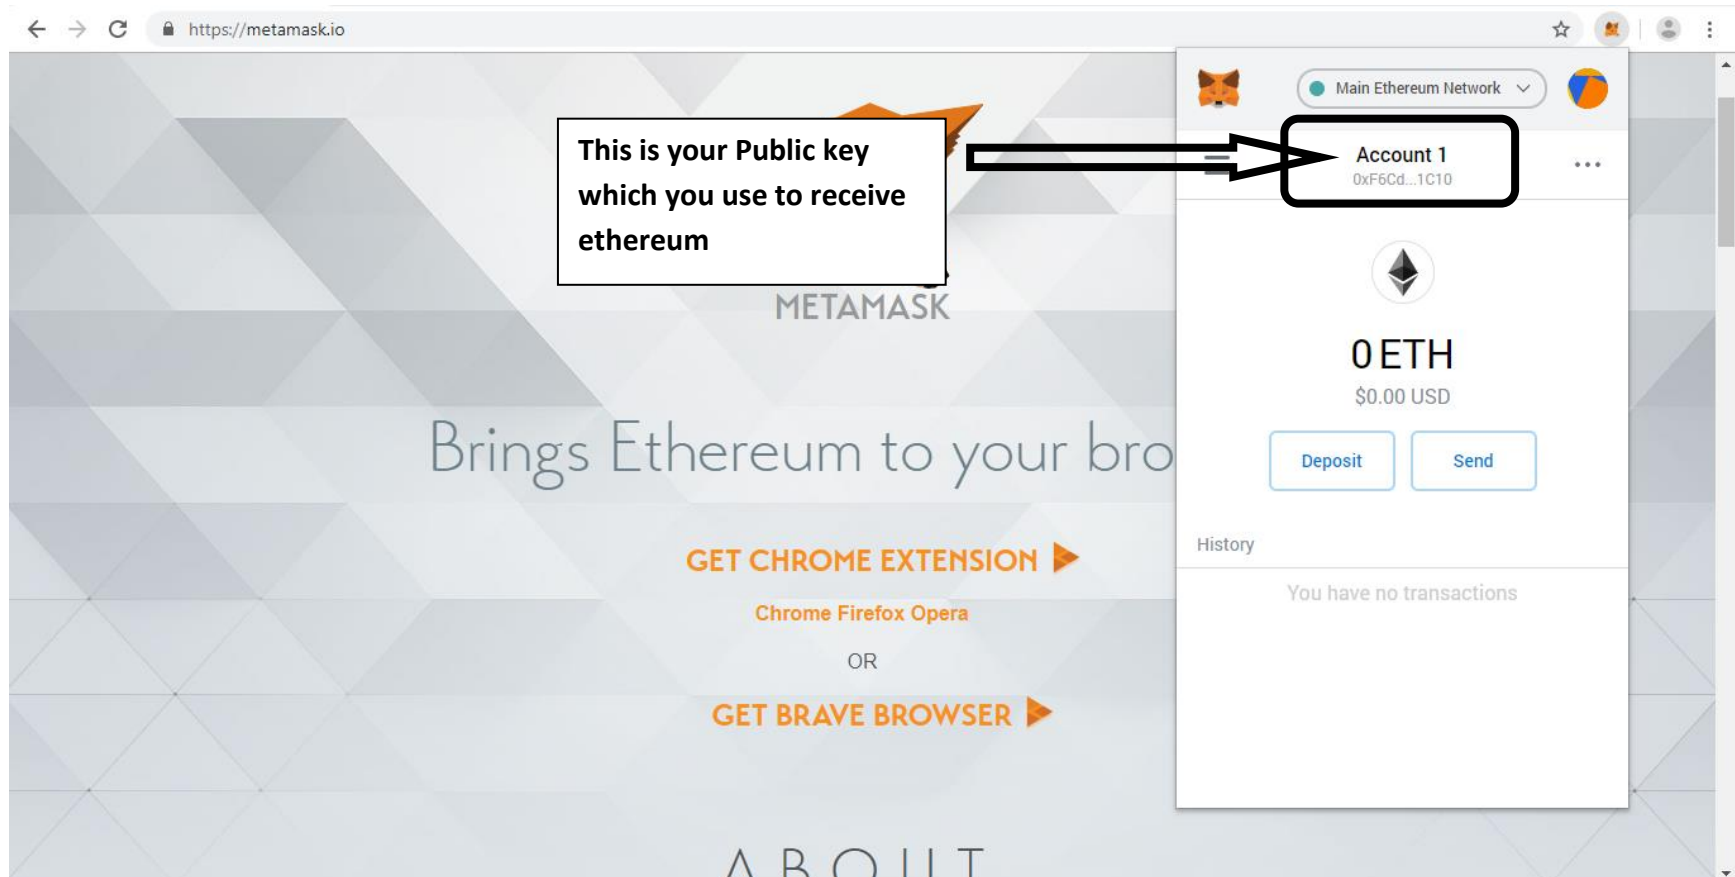 https://metamask.io
Main Ethereum Network
This is your Public key
which you use to receive
ethereum
Account 1
0xF6Cd...1C10
METAMASK
0 ETH
$0.00 USD
Brings Ethereum to your bro
Deposit
Send
History
GET CHROME EXTENSION
You have no transactions
Chrome Firefox Opera
OR
GET BRAVE BROWSER
ABOUT